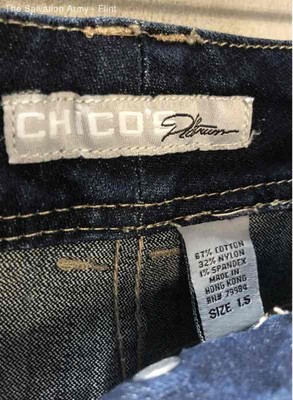 The Salvation Army - Flint
CHICO'S Platinum
67% COTTON
32% NYLON
1% SPANDEX
MADE IN
HONG KONG
RN# 79984
SIZE 1.5